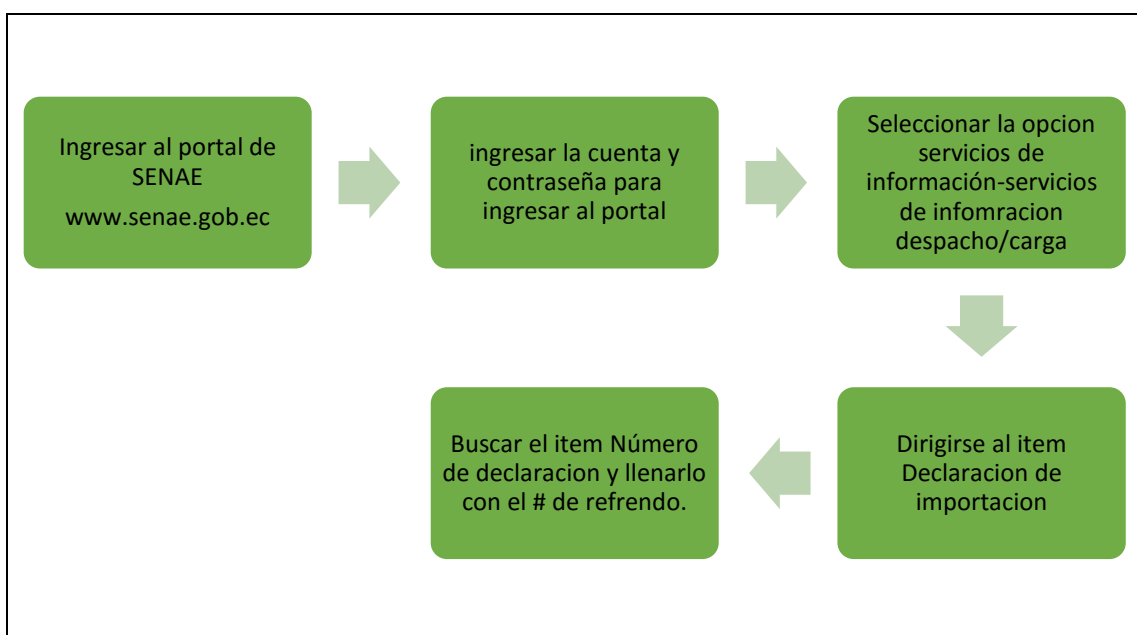 Ingresar al portal de
SENAE
www.senae.gob.ec
ingresar la cuenta y
contraseña para
ingresar al portal
Seleccionar la opcion
servicios de
información-servicios
de infomracion
despacho/carga
Dirigirse al item
Declaracion de
importacion
Buscar el item Número
de declaracion y llenarlo
con el # de refrendo.